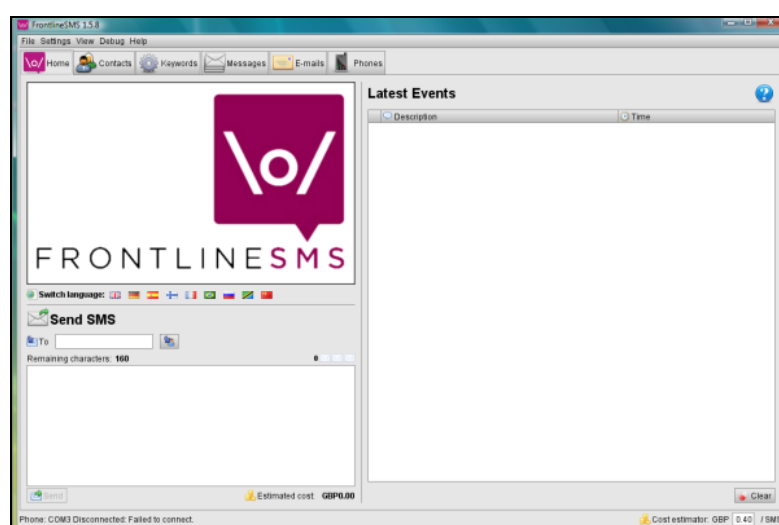 FrontlineSMS 1.5.8
File Settings View Debug Help
\o/ Home Contacts Keywords Messages E-mails Phones
Latest Events
Description Time
\o/
FRONTLINESMS
Switch language:
Send SMS
To
Remaining characters: 160 0
Send Estimated cost: GBP0.00
Clear
Phone: COM3 Disconnected: Failed to connect.
Cost estimator: GBP 0.40 / SMS